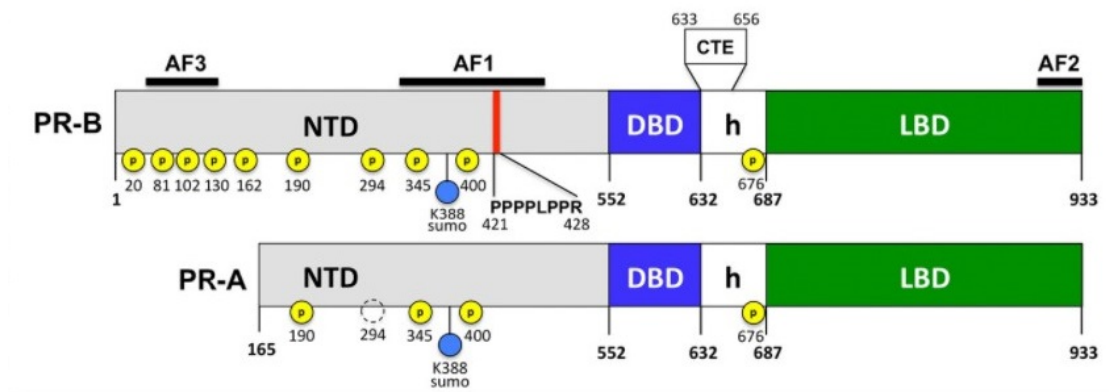 633 656
CTE
AF3 AF1 AF2
PR-B NTD DBD h LBD
P P P P P P P P P P
20 81 102 130 162 190 294 345 400 676
K388
sumo
PPPPLPPR
421 428
1 552 632 687 933
PR-A NTD DBD h LBD
P P P P
190 294 345 400 676
K388
sumo
165 552 632 687 933